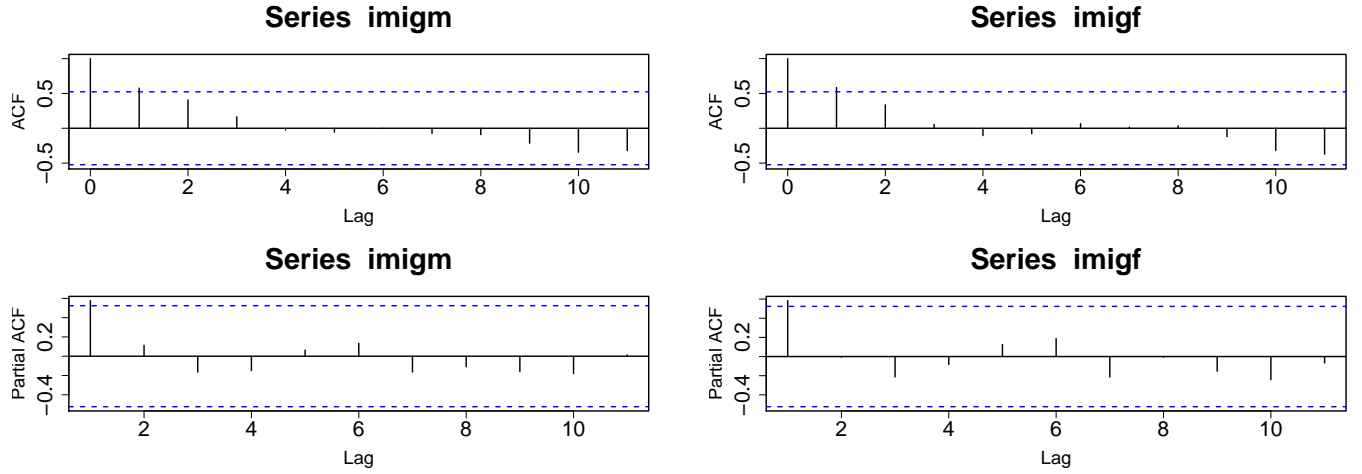 Series imigm
ACF
0.5
−0.5
0 2 4 6 8 10
Lag
Series imigf
ACF
0.5
−0.5
0 2 4 6 8 10
Lag
Series imigm
Partial ACF
0.2
−0.4
2 4 6 8 10
Lag
Series imigf
Partial ACF
0.2
−0.4
2 4 6 8 10
Lag